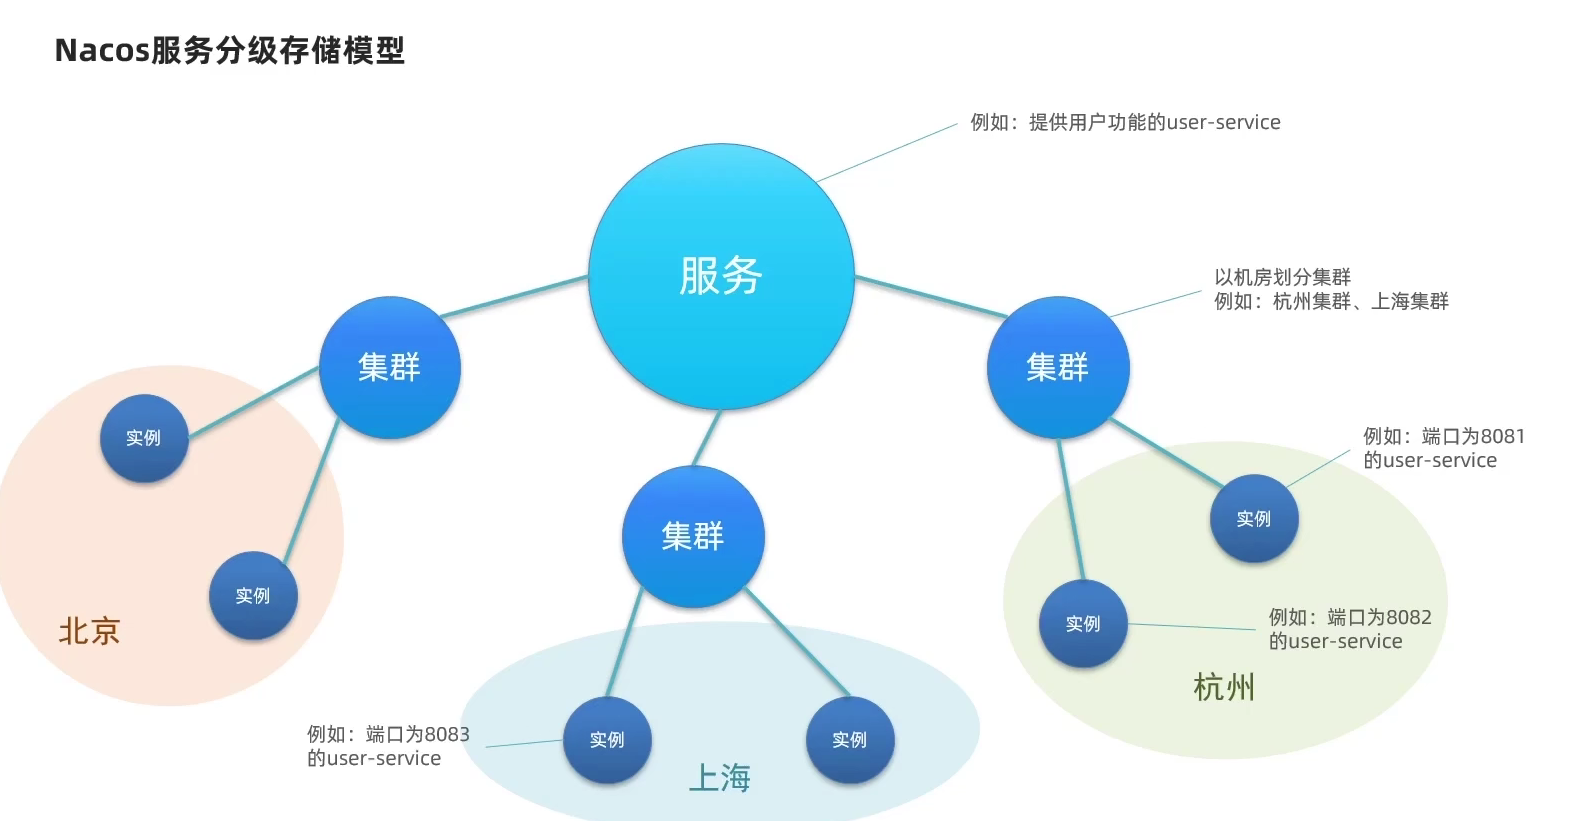 Nacos服务分级存储模型
例如：提供用户功能的user-service
服务
以机房划分集群
例如：杭州集群、上海集群
集群
集群
例如：端口为8081
的user-service
实例
实例
集群
实例
实例
例如：端口为8082
的user-service
实例
北京
杭州
例如：端口为8083
的user-service
实例
实例
上海